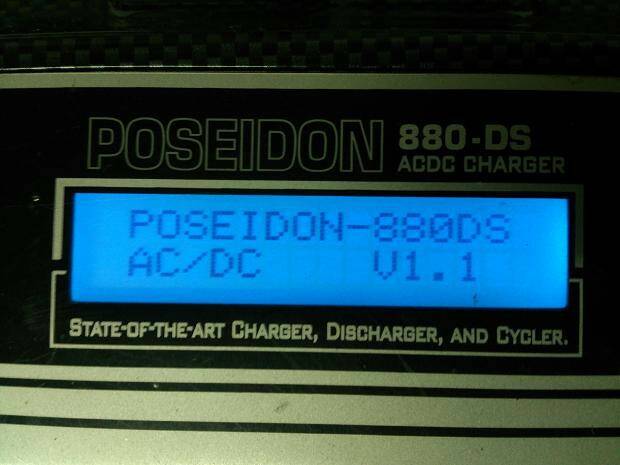 POSEIDON 880-DS
ACDC CHARGER
POSEIDON-880DS
AC/DC V1.1
STATE-OF-THE-ART CHARGER, DISCHARGER, AND CYCLER.